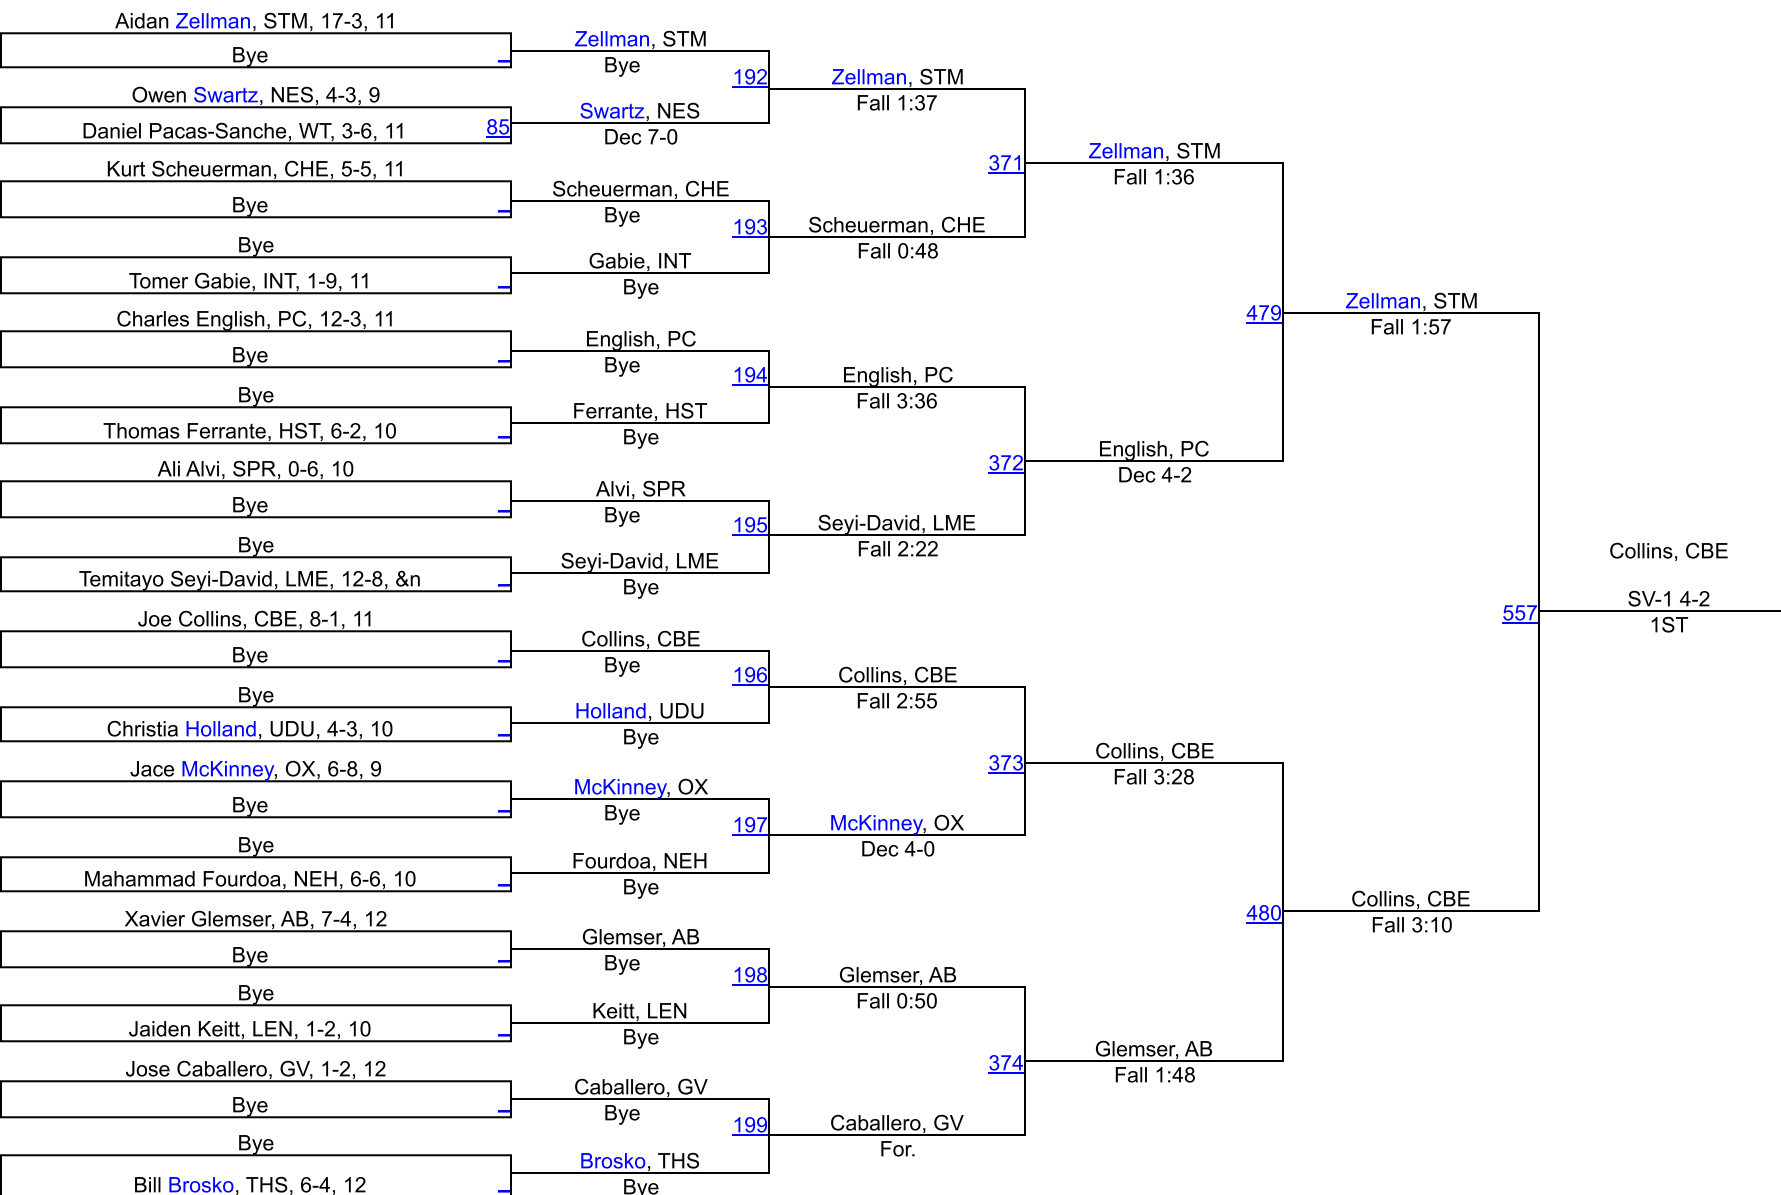 Aidan Zellman, STM, 17-3, 11
Bye
Owen Swartz, NES, 4-3, 9
Daniel Pacas-Sanche, WT, 3-6, 11
85
Kurt Scheuerman, CHE, 5-5, 11
Bye
Bye
Tomer Gabie, INT, 1-9, 11
Charles English, PC, 12-3, 11
Bye
Bye
Thomas Ferrante, HST, 6-2, 10
Ali Alvi, SPR, 0-6, 10
Bye
Bye
Temitayo Seyi-David, LME, 12-8, &n
Joe Collins, CBE, 8-1, 11
Bye
Bye
Christia Holland, UDU, 4-3, 10
Jace McKinney, OX, 6-8, 9
Bye
Bye
Mahammad Fourdoa, NEH, 6-6, 10
Xavier Glemser, AB, 7-4, 12
Bye
Bye
Jaiden Keitt, LEN, 1-2, 10
Jose Caballero, GV, 1-2, 12
Bye
Bye
Bill Brosko, THS, 6-4, 12
Zellman, STM
Bye
192
Swartz, NES
Dec 7-0
Scheuerman, CHE
Bye
193
Gabie, INT
Bye
English, PC
Bye
194
Ferrante, HST
Bye
Alvi, SPR
Bye
195
Seyi-David, LME
Bye
Collins, CBE
Bye
196
Holland, UDU
Bye
McKinney, OX
Bye
197
Fourdoa, NEH
Bye
Glemser, AB
Bye
198
Keitt, LEN
Bye
Caballero, GV
Bye
199
Brosko, THS
Bye
Zellman, STM
Fall 1:37
371
Scheuerman, CHE
Fall 0:48
English, PC
Fall 3:36
372
Seyi-David, LME
Fall 2:22
Collins, CBE
Fall 2:55
373
McKinney, OX
Dec 4-0
Glemser, AB
Fall 0:50
374
Caballero, GV
For.
Zellman, STM
Fall 1:36
479
English, PC
Dec 4-2
Collins, CBE
Fall 3:28
480
Glemser, AB
Fall 1:48
Zellman, STM
Fall 1:57
557
Collins, CBE
Fall 3:10
Collins, CBE
SV-1 4-2
1ST